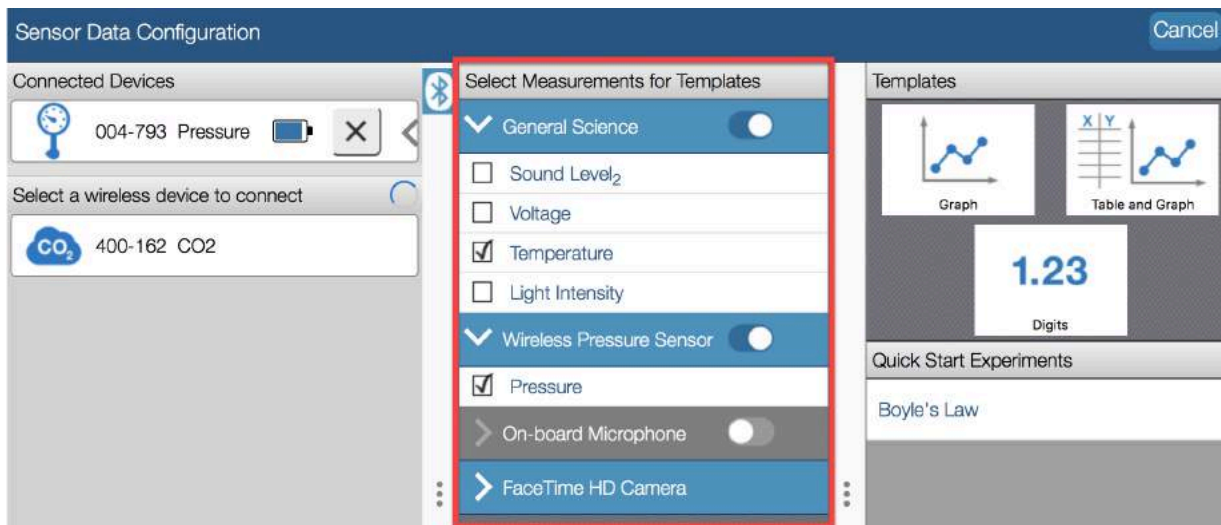 Sensor Data Configuration
Cancel
Connected Devices
004-793 Pressure
Select a wireless device to connect
CO₂
400-162 CO2
Select Measurements for Templates
General Science
Sound Level₂
Voltage
Temperature
Light Intensity
Wireless Pressure Sensor
Pressure
On-board Microphone
FaceTime HD Camera
Templates
Graph
X Y
Table and Graph
1.23
Digits
Quick Start Experiments
Boyle's Law